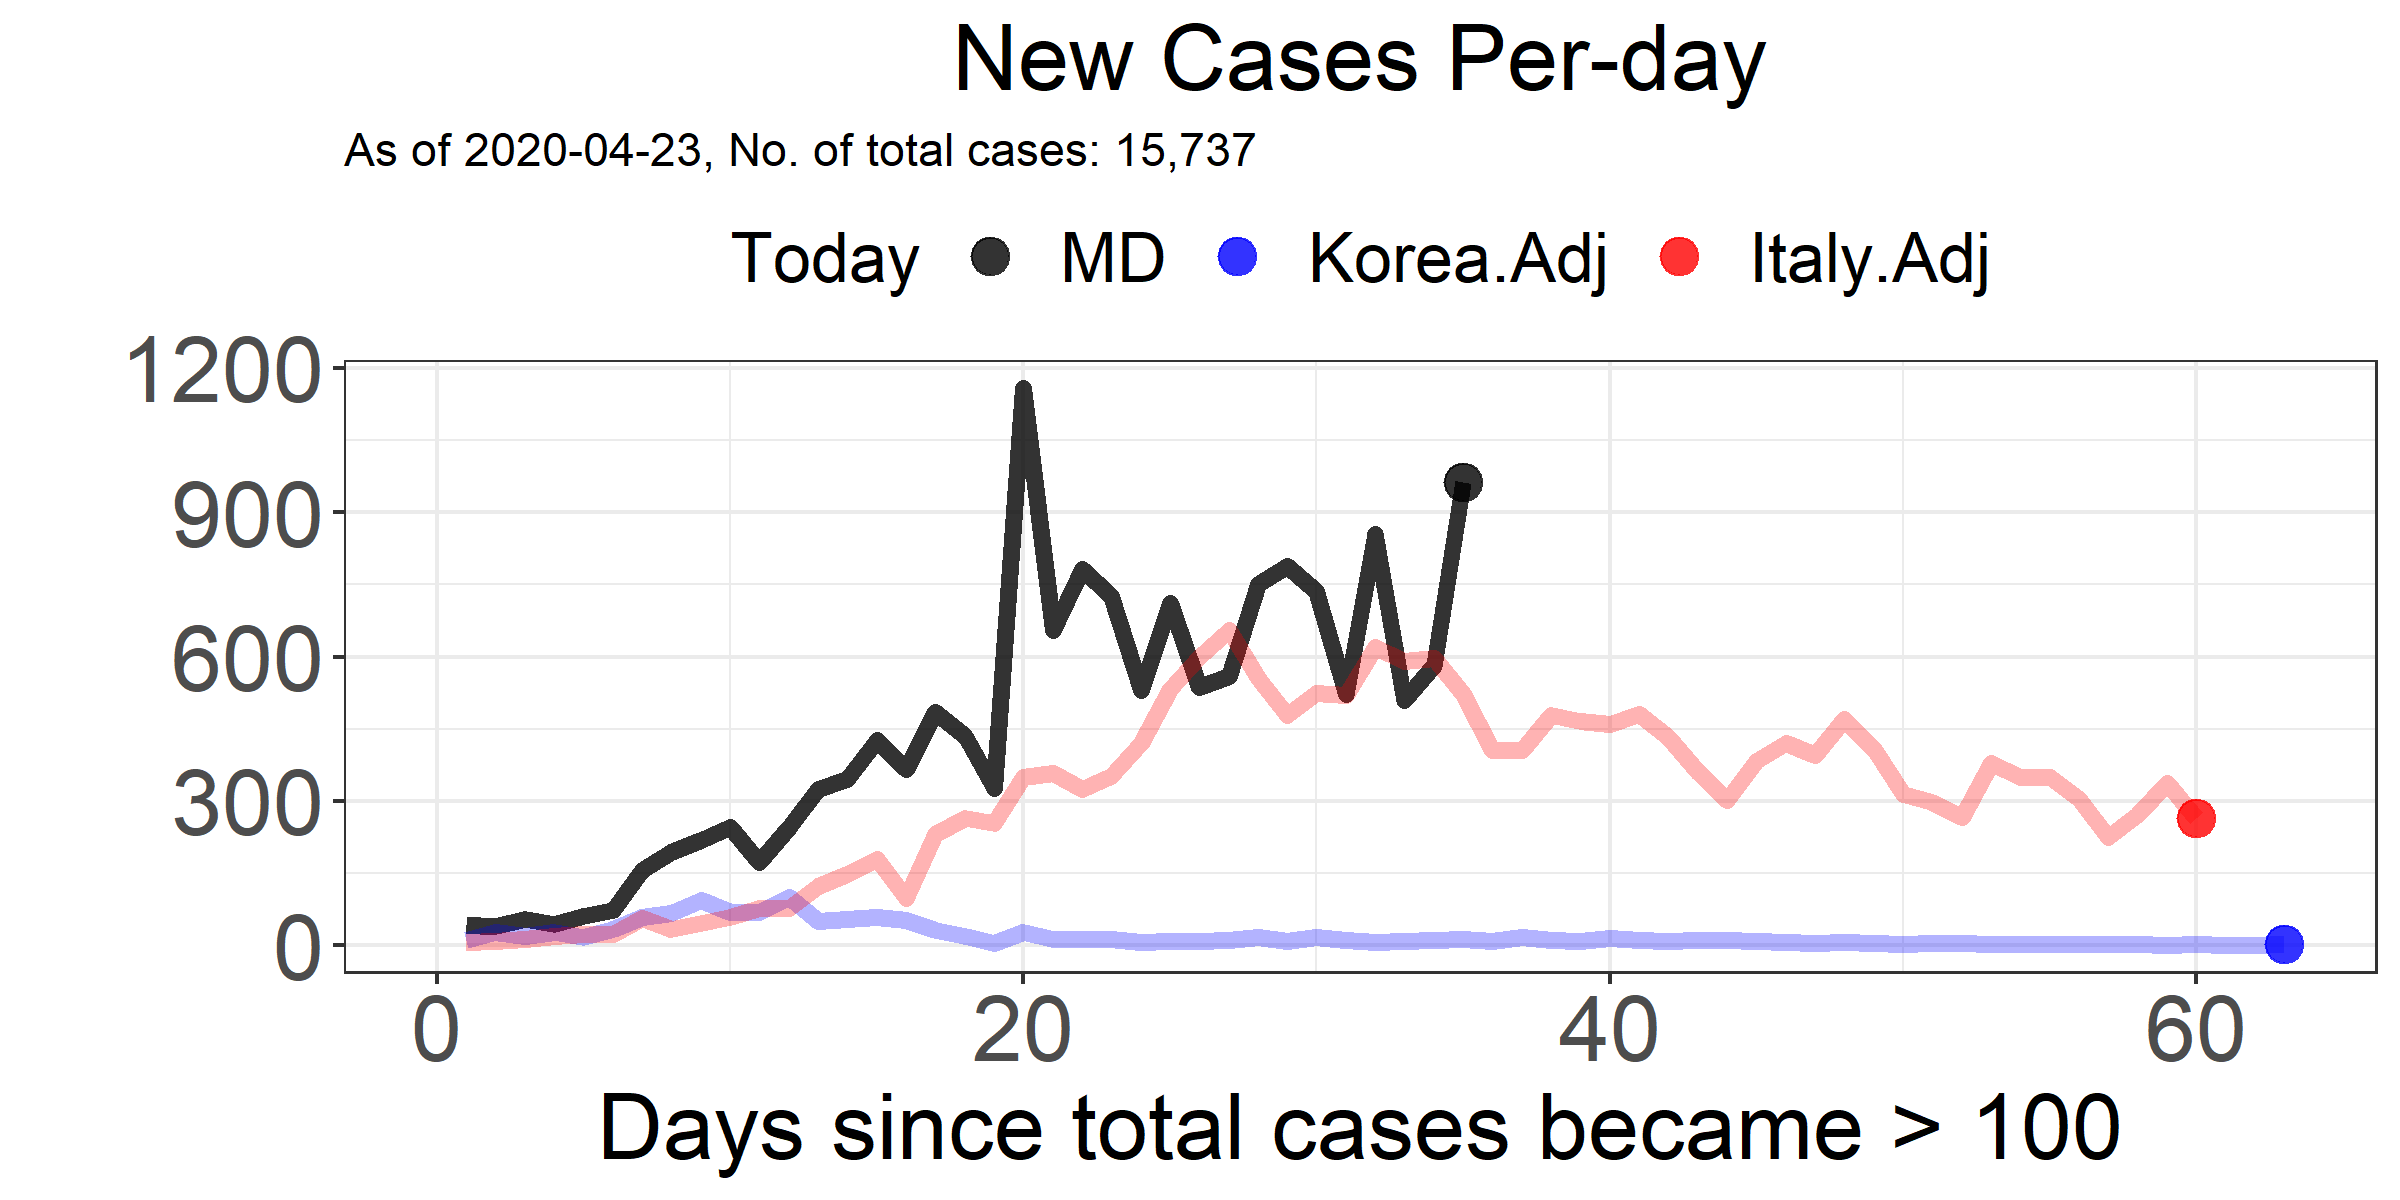 New Cases Per-day
As of 2020-04-23, No. of total cases: 15,737
Today MD Korea.Adj Italy.Adj
1200
900
600
300
0
0 20 40 60
Days since total cases became > 100